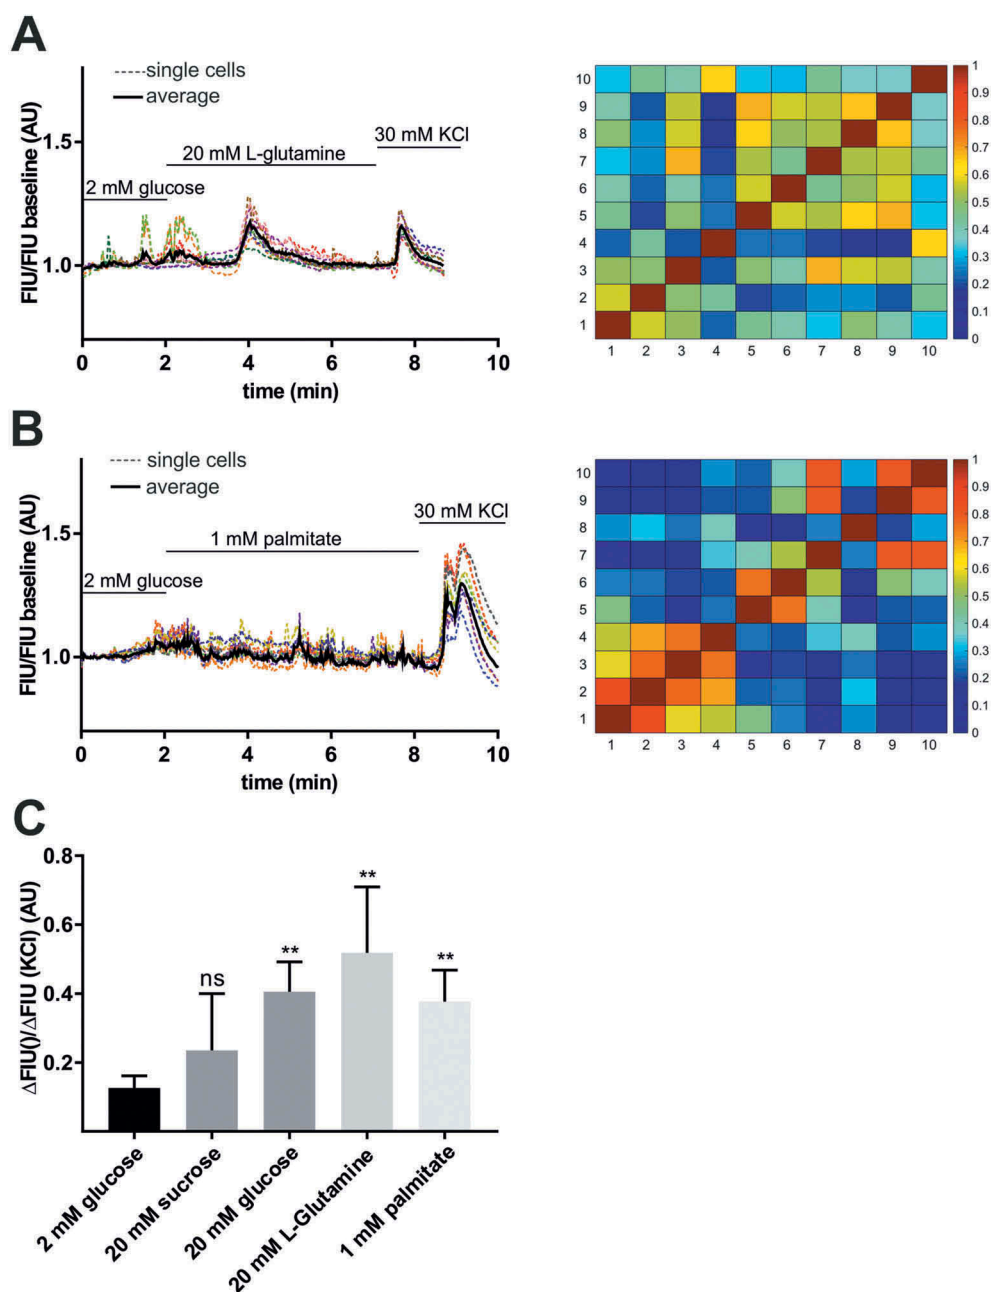 A
FIU/FIU baseline (AU)
single cells
average
2 mM glucose
20 mM L-glutamine
30 mM KCl
1.5
1.0
0 2 4 6 8 10
time (min)
10
9
8
7
6
5
4
3
2
1
1 2 3 4 5 6 7 8 9 10
1
0.9
0.8
0.7
0.6
0.5
0.4
0.3
0.2
0.1
0
B
FIU/FIU baseline (AU)
single cells
average
2 mM glucose
1 mM palmitate
30 mM KCl
1.5
1.0
0 2 4 6 8 10
time (min)
10
9
8
7
6
5
4
3
2
1
1 2 3 4 5 6 7 8 9 10
1
0.9
0.8
0.7
0.6
0.5
0.4
0.3
0.2
0.1
0
C
ΔFIU()/ΔFIU (KCl) (AU)
0.8
0.6
0.4
0.2
ns
**
**
**
2 mM glucose
20 mM sucrose
20 mM glucose
20 mM L-Glutamine
1 mM palmitate